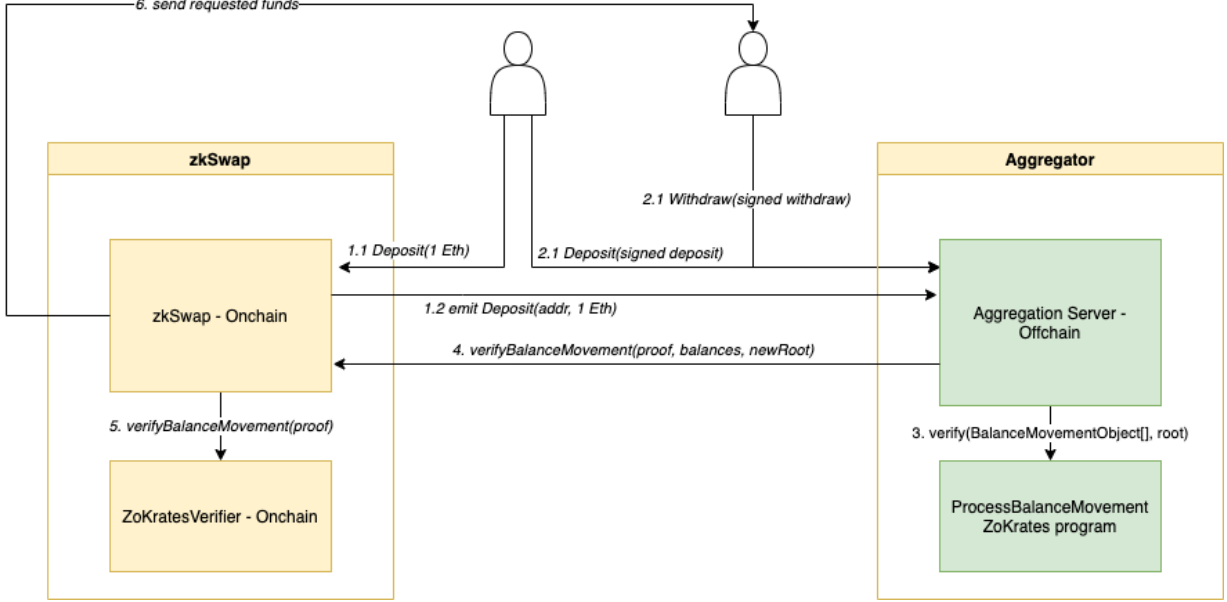 6. send requested funds
zkSwap
Aggregator
2.1 Withdraw(signed withdraw)
1.1 Deposit(1 Eth)
2.1 Deposit(signed deposit)
zkSwap - Onchain
1.2 emit Deposit(addr, 1 Eth)
Aggregation Server -
Offchain
4. verifyBalanceMovement(proof, balances, newRoot)
5. verifyBalanceMovement(proof)
3. verify(BalanceMovementObject[], root)
ZoKratesVerifier - Onchain
ProcessBalanceMovement
ZoKrates program